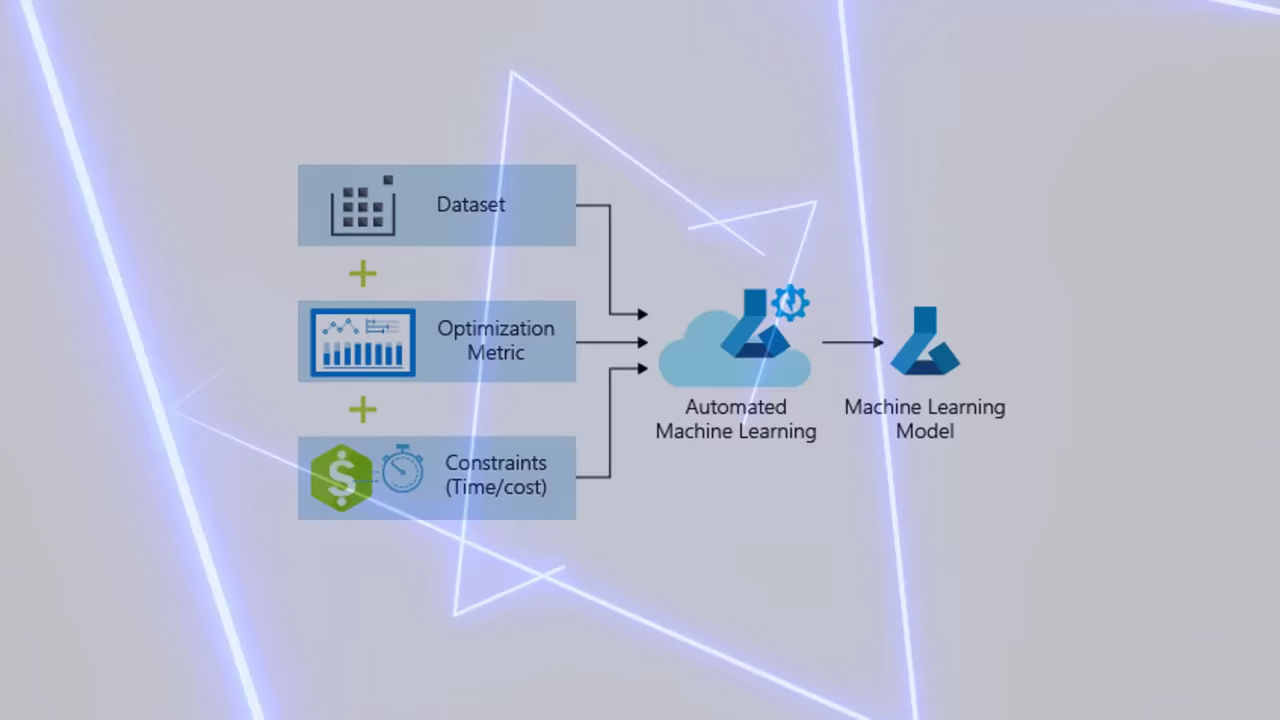 Dataset
Optimization
Metric
Constraints
(Time/cost)
Automated
Machine Learning
Machine Learning
Model